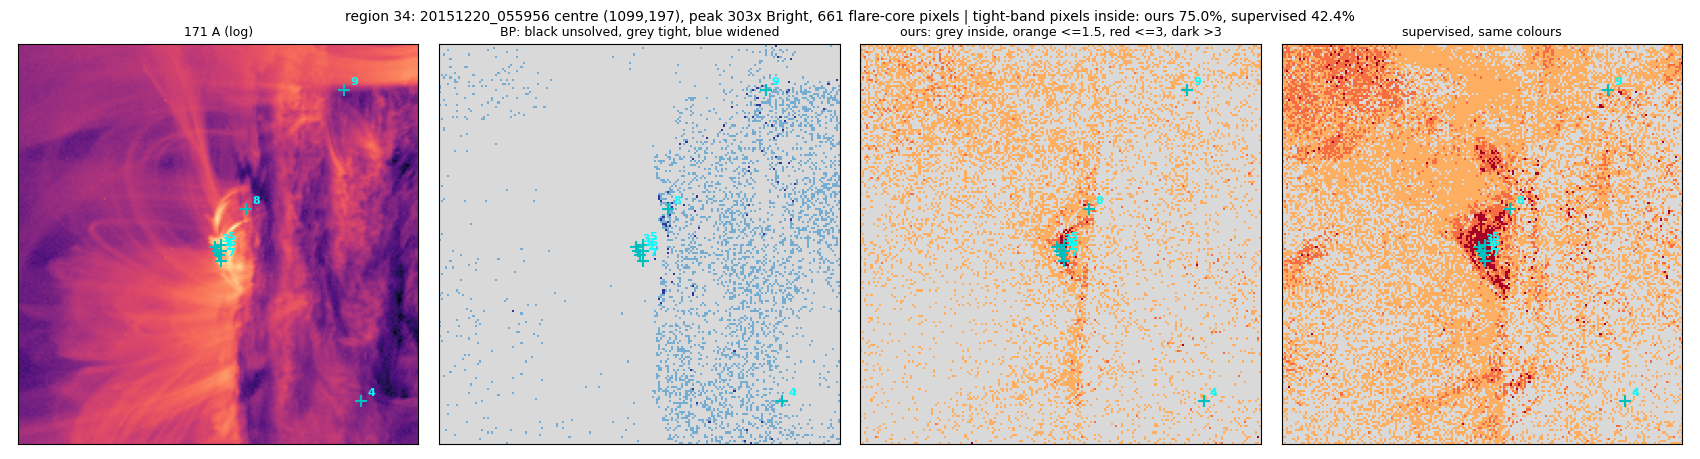 region 34: 20151220_055956 centre (1099,197), peak 303x Bright, 661 flare-core pixels | tight-band pixels inside: ours 75.0%, supervised 42.4%
171 A (log)
BP: black unsolved, grey tight, blue widened
ours: grey inside, orange <=1.5, red <=3, dark >3
supervised, same colours
9
9
9
9
8
8
8
8
4
4
4
4